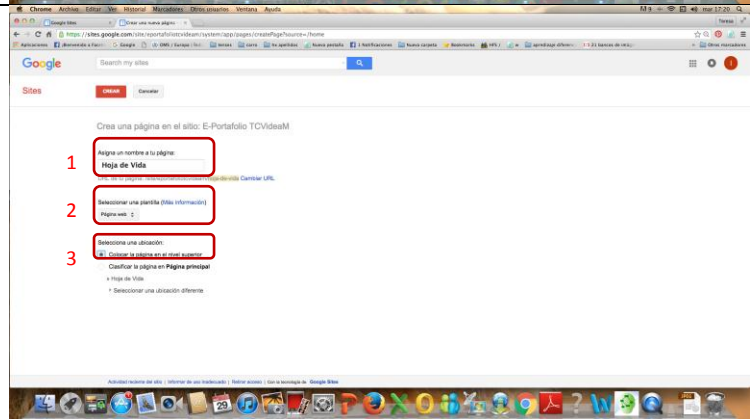 Chrome Archivo Editar Ver Historial Marcadores Otros usuarios Ventana Ayuda
mar 17:20
Google Sites
Crear una nueva página
Teresa
https://sites.google.com/site/eportafoliotcvideam/system/app/pages/createPage?source=/home
Aplicaciones
Google
Nueva carpeta
Bookmarks
Otros marcadores
Google
Search my sites
Sites
CREAR
Cancelar
Crea una página en el sitio: E-Portafolio TCVideaM
1
Asigna un nombre a tu página:
Hoja de Vida
Cambiar URL
2
Seleccionar una plantilla (Más información)
Página web
3
Selecciona una ubicación:
Colocar la página en el nivel superior
Clasificar la página en Página principal
Hoja de Vida
Seleccionar una ubicación diferente
Actividad reciente del sitio | Informar de uso inadecuado | Retirar acceso | Con la tecnología de Google Sites
29